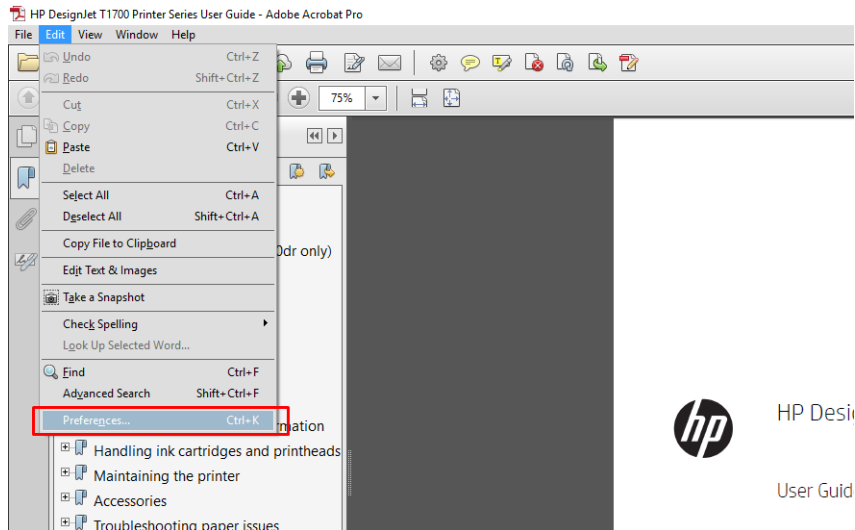 HP DesignJet T1700 Printer Series User Guide - Adobe Acrobat Pro
File Edit View Window Help
Undo Ctrl+Z
Redo Shift+Ctrl+Z
75%
Cut Ctrl+X
Copy Ctrl+C
Paste Ctrl+V
Delete
Select All Ctrl+A
Deselect All Shift+Ctrl+A
Copy File to Clipboard
0dr only)
Edit Text & Images
Take a Snapshot
Check Spelling
Look Up Selected Word...
Find Ctrl+F
Advanced Search Shift+Ctrl+F
Preferences... Ctrl+K
rmation
Handling ink cartridges and printheads
Maintaining the printer
Accessories
Troubleshooting paper issues
hp
HP Desig
User Guid